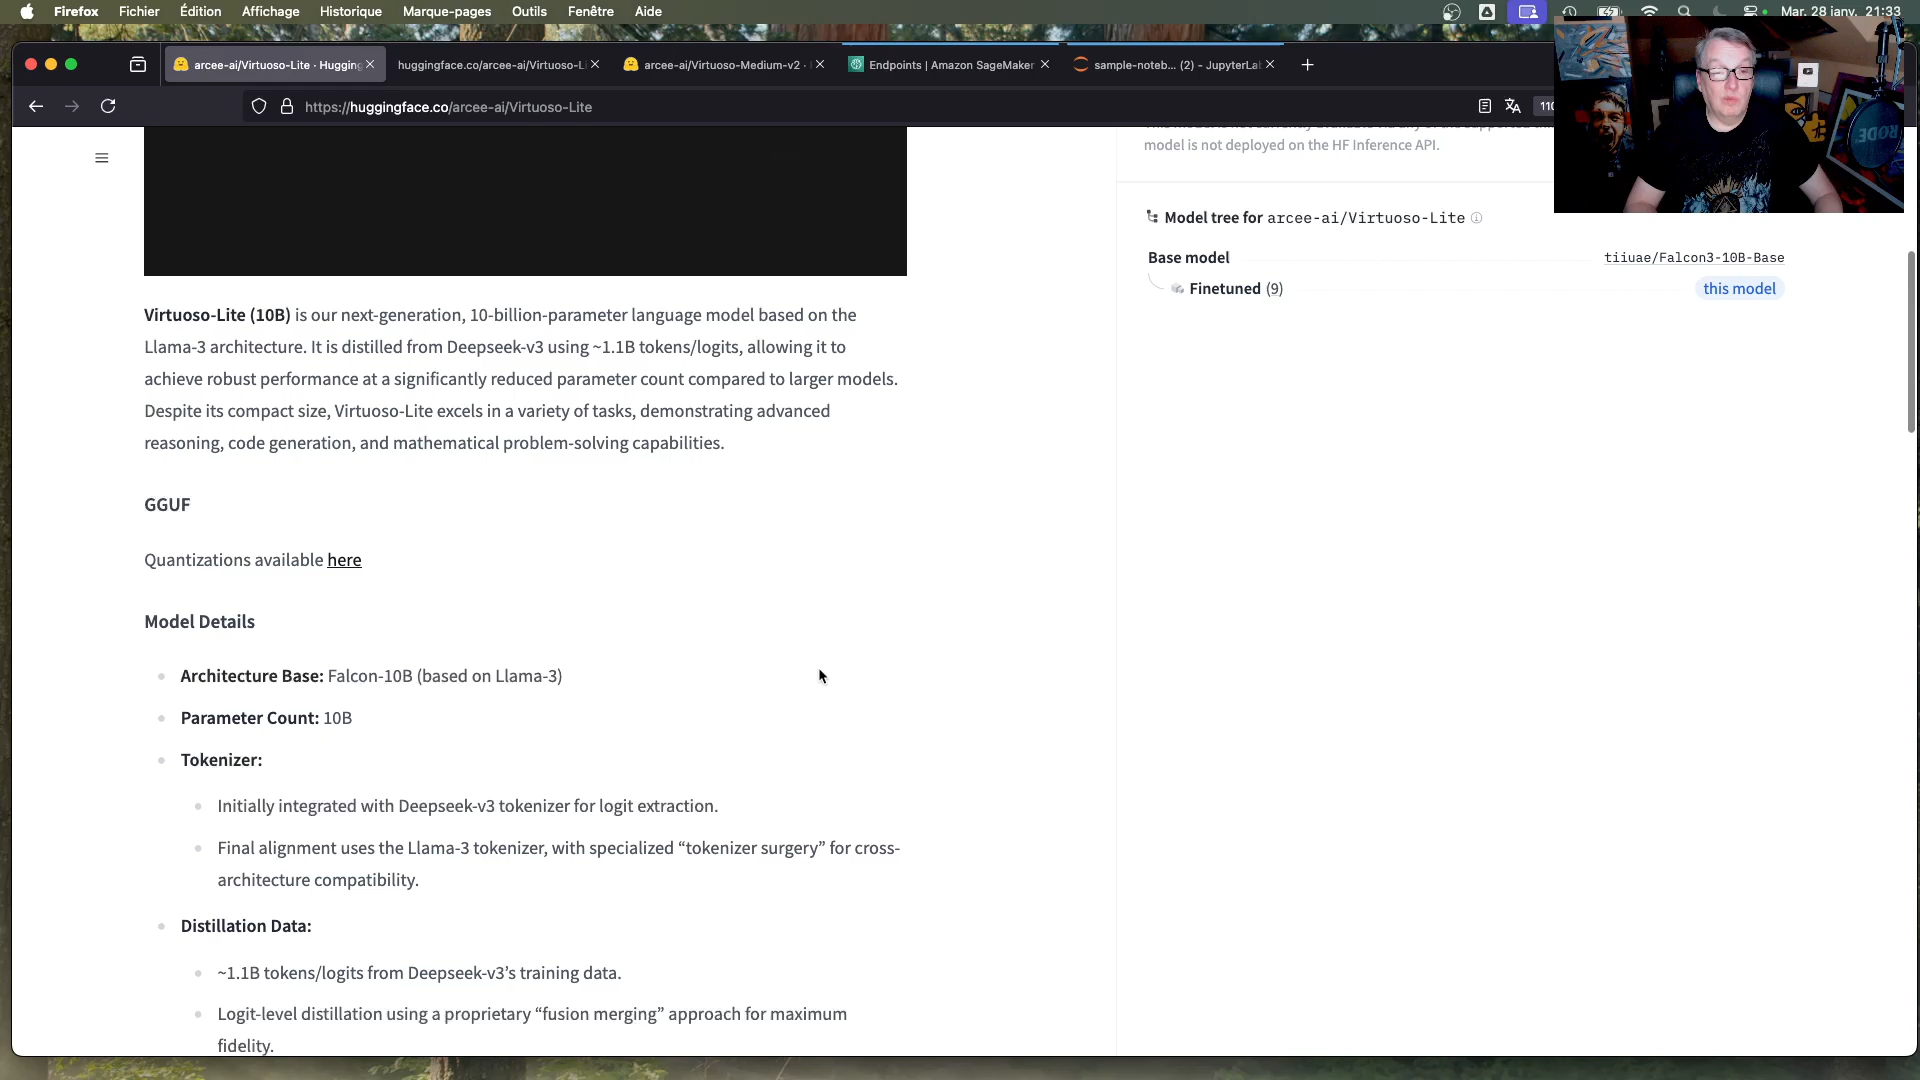 Firefox Fichier Édition Affichage Historique Marque-pages Outils Fenêtre Aide Mar. 28 janv. 21:33
arcee-ai/Virtuoso-Lite · Hugging
huggingface.co/arcee-ai/Virtuoso-Li
arcee-ai/Virtuoso-Medium-v2 ·
Endpoints | Amazon SageMaker
sample-noteb... (2) - JupyterLa
https://huggingface.co/arcee-ai/Virtuoso-Lite
110
RODE
model is not deployed on the HF Inference API.
Model tree for arcee-ai/Virtuoso-Lite
Base model tiiuae/Falcon3-10B-Base
Finetuned (9) this model
Virtuoso-Lite (10B) is our next-generation, 10-billion-parameter language model based on the
Llama-3 architecture. It is distilled from Deepseek-v3 using ~1.1B tokens/logits, allowing it to
achieve robust performance at a significantly reduced parameter count compared to larger models.
Despite its compact size, Virtuoso-Lite excels in a variety of tasks, demonstrating advanced
reasoning, code generation, and mathematical problem-solving capabilities.
GGUF
Quantizations available here
Model Details
Architecture Base: Falcon-10B (based on Llama-3)
Parameter Count: 10B
Tokenizer:
Initially integrated with Deepseek-v3 tokenizer for logit extraction.
Final alignment uses the Llama-3 tokenizer, with specialized “tokenizer surgery” for cross-
architecture compatibility.
Distillation Data:
~1.1B tokens/logits from Deepseek-v3’s training data.
Logit-level distillation using a proprietary “fusion merging” approach for maximum
fidelity.